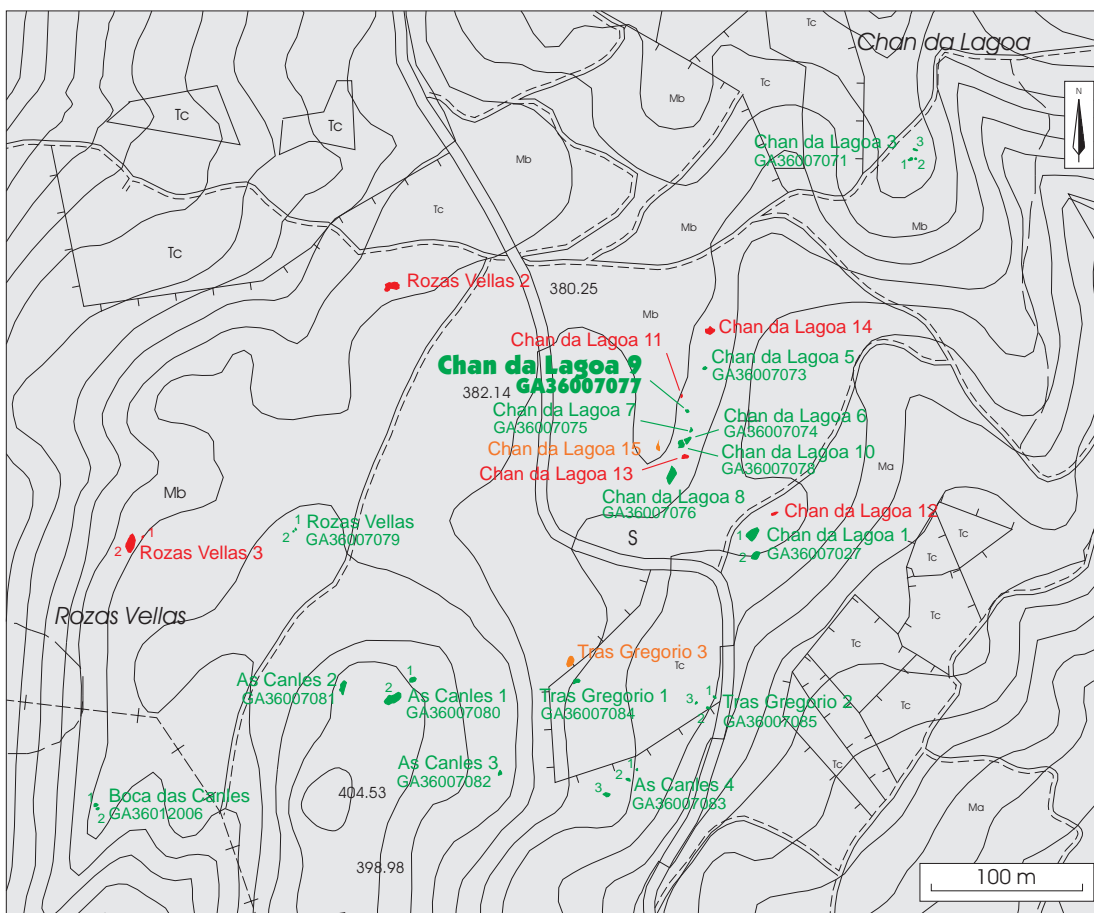 Chan da Lagoa
Tc
Mb
N
Tc
Tc
Chan da Lagoa 3
GA36007071
3
1 2
Mb
Tc
Mb
Mb
Tc
Rozas Vellas 2
380.25
Mb
Chan da Lagoa 14
Chan da Lagoa 11
Chan da Lagoa 9
GA36007077
Chan da Lagoa 5
GA36007073
382.14
Chan da Lagoa 7
GA36007075
Chan da Lagoa 6
GA36007074
Chan da Lagoa 15
Chan da Lagoa 10
GA36007078
Chan da Lagoa 13
Ma
Chan da Lagoa 8
GA36007076
Mb
Chan da Lagoa 12
1
2
Rozas Vellas
GA36007079
1
2
Rozas Vellas 3
S
1
2
Chan da Lagoa 1
GA36007027
Rozas Vellas
Tc
Tc
Tras Gregorio 3
Tc
Tc
As Canles 2
GA36007081
1
2
As Canles 1
GA36007080
Tras Gregorio 1
GA36007084
3
1
2
Tras Gregorio 2
GA36007085
Tc
As Canles 3
GA36007082
Tc
1
2
3
As Canles 4
GA36007083
1
2
Boca das Canles
GA36012006
404.53
Ma
398.98
100 m